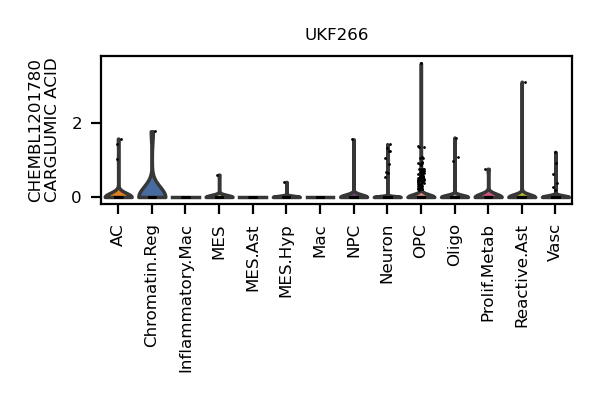 UKF266
CHEMBL1201780
CARGLUMIC ACID
2
0
AC
Chromatin.Reg
Inflammatory.Mac
MES
MES.Ast
MES.Hyp
Mac
NPC
Neuron
OPC
Oligo
Prolif.Metab
Reactive.Ast
Vasc